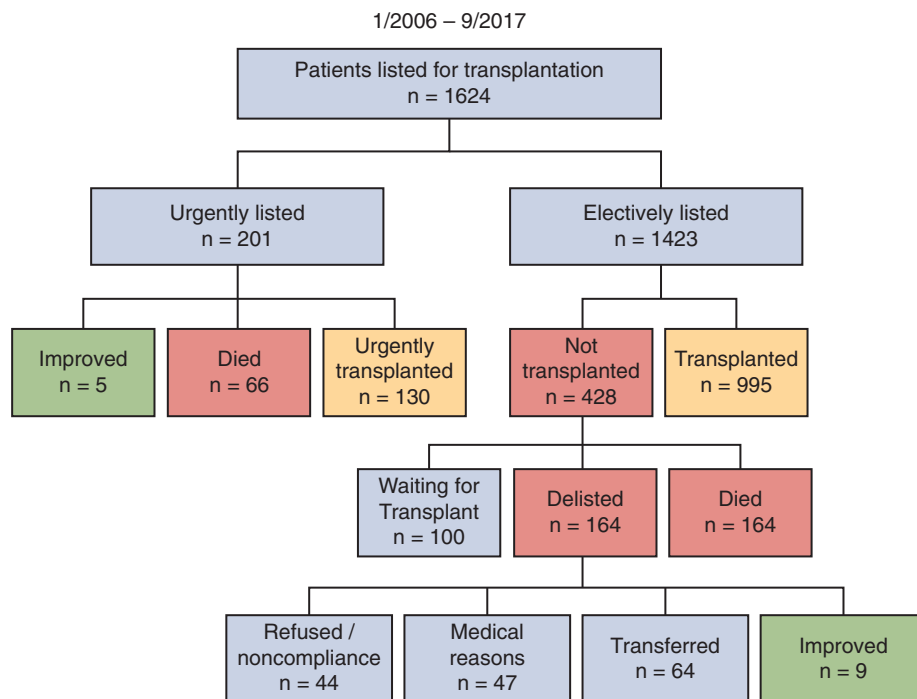 1/2006 – 9/2017
Patients listed for transplantation
n = 1624
Urgently listed
n = 201
Electively listed
n = 1423
Improved
n = 5
Died
n = 66
Urgently
transplanted
n = 130
Not
transplanted
n = 428
Transplanted
n = 995
Waiting for
Transplant
n = 100
Delisted
n = 164
Died
n = 164
Refused /
noncompliance
n = 44
Medical
reasons
n = 47
Transferred
n = 64
Improved
n = 9